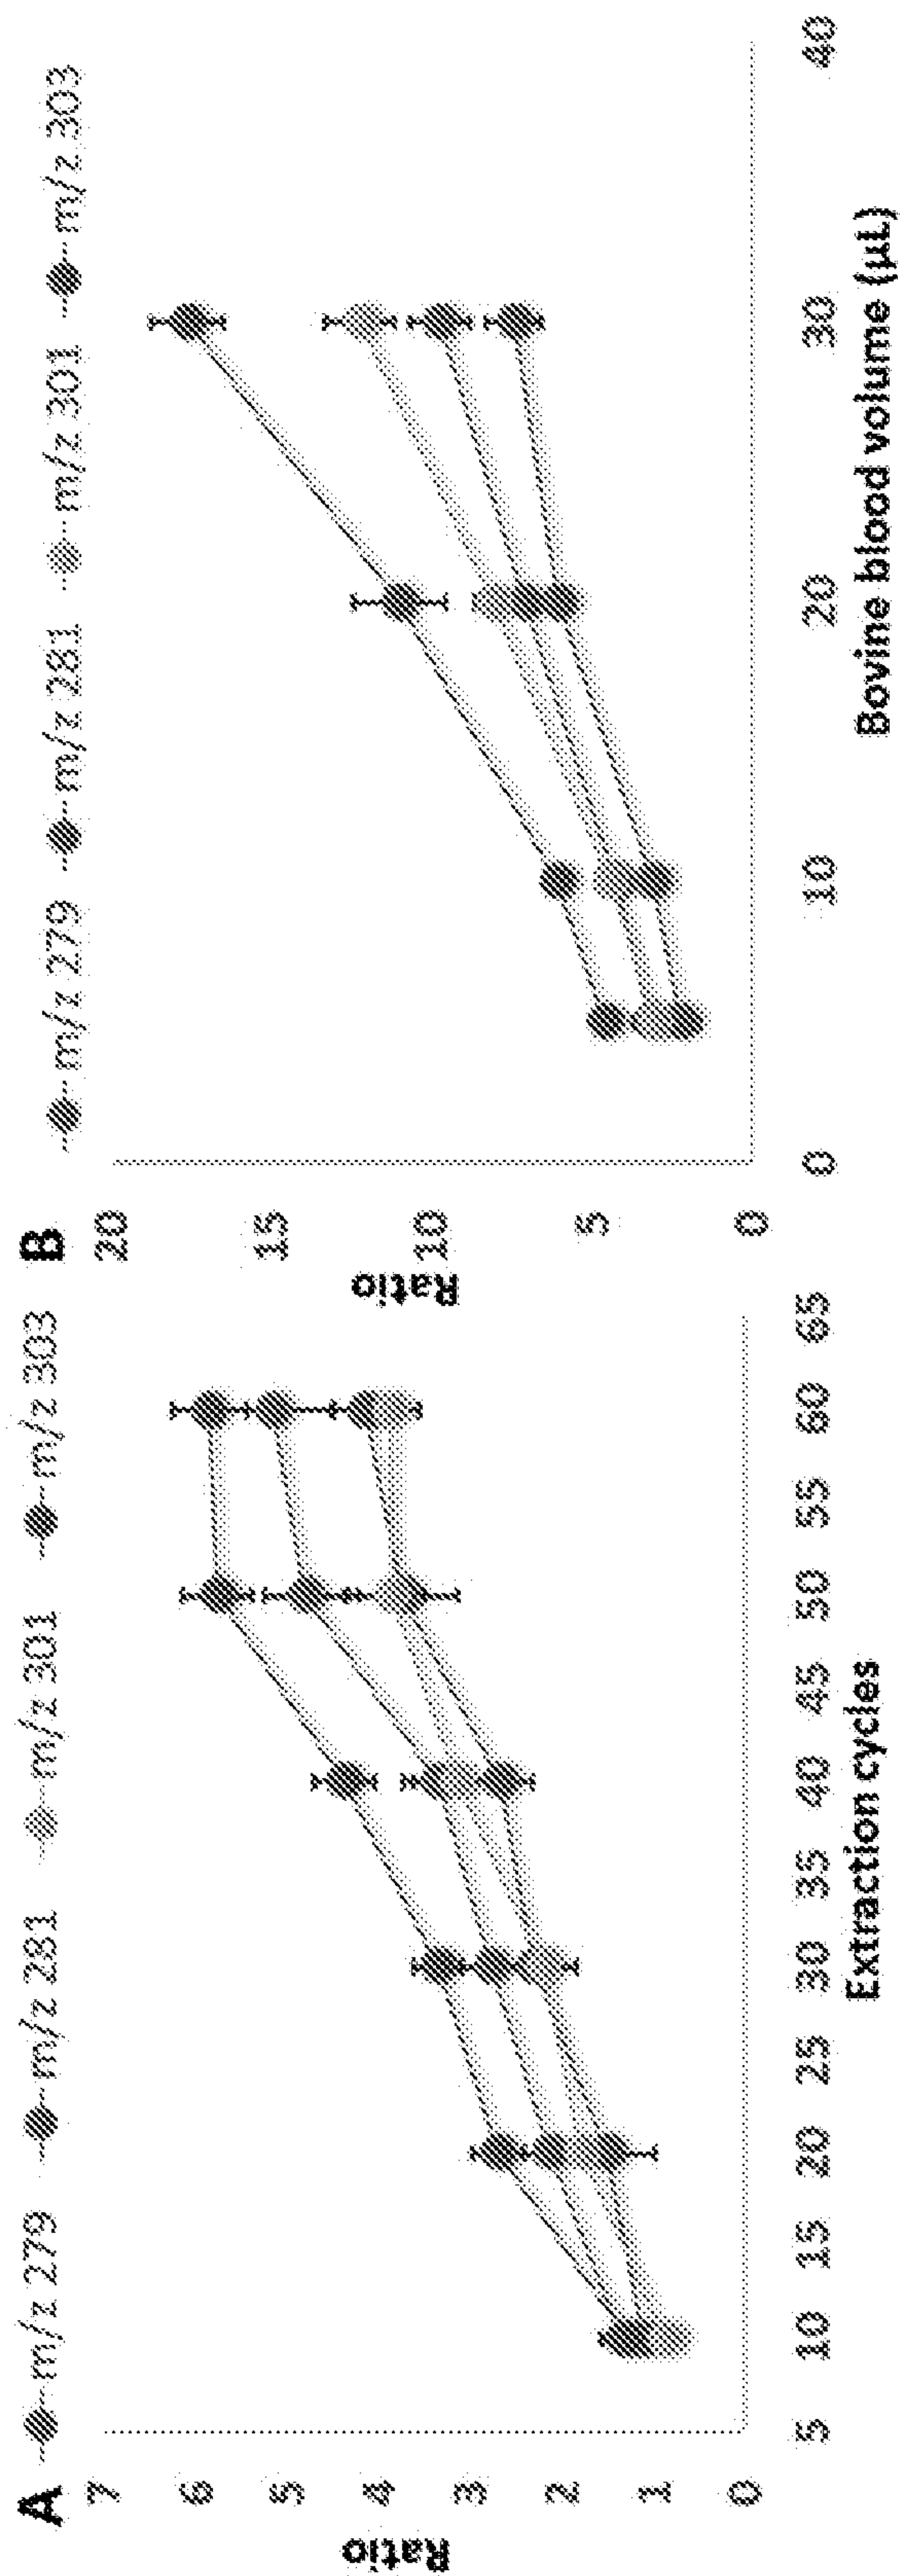 A
m/z 279 m/z 281 m/z 301 m/z 303
Ratio
7
6
5
4
3
2
1
0
5 10 15 20 25 30 35 40 45 50 55 60 65
Extraction cycles
B
m/z 279 m/z 281 m/z 301 m/z 303
Ratio
20
15
10
5
0
0 10 20 30 40
Bovine blood volume (µL)